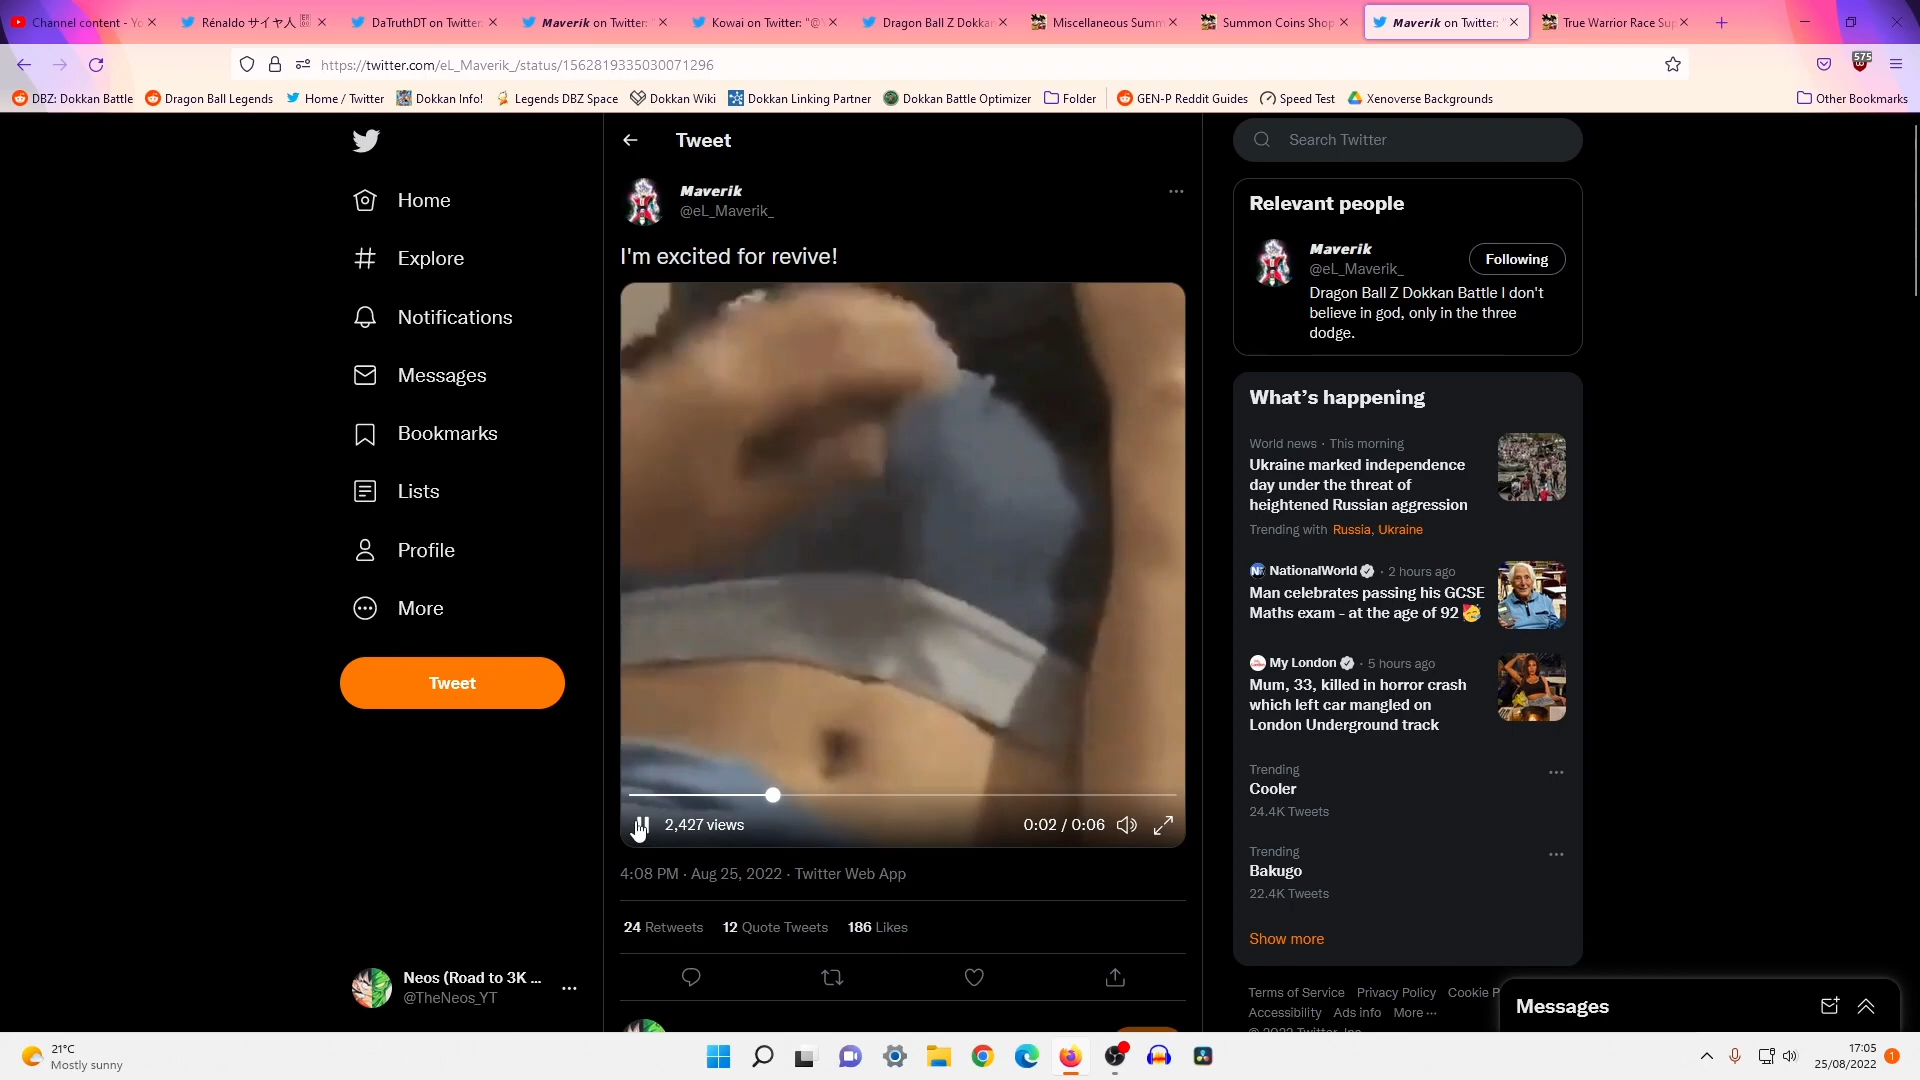 Channel content - Yo
Rénaldo サイヤ人
DaTruthDT on Twitter:
Maverik on Twitter: "
Kowai on Twitter: "@
Dragon Ball Z Dokkan
Miscellaneous Summ
Summon Coins Shop
Maverik on Twitter: "
True Warrior Race Sup
https://twitter.com/eL_Maverik_/status/1562819335030071296
575
DBZ: Dokkan Battle
Dragon Ball Legends
Home / Twitter
Dokkan Info!
Legends DBZ Space
Dokkan Wiki
Dokkan Linking Partner
Dokkan Battle Optimizer
Folder
GEN-P Reddit Guides
Speed Test
Xenoverse Backgrounds
Other Bookmarks
Home
Explore
Notifications
Messages
Bookmarks
Lists
Profile
More
Tweet
Neos (Road to 3K ...
@TheNeos_YT
Tweet
Maverik
@eL_Maverik_
I'm excited for revive!
2,427 views
0:02 / 0:06
4:08 PM · Aug 25, 2022 · Twitter Web App
24 Retweets 12 Quote Tweets 186 Likes
Search Twitter
Relevant people
Maverik
@eL_Maverik_
Following
Dragon Ball Z Dokkan Battle I don't
believe in god, only in the three
dodge.
What's happening
World news · This morning
Ukraine marked independence
day under the threat of
heightened Russian aggression
Trending with Russia, Ukraine
NationalWorld · 2 hours ago
Man celebrates passing his GCSE
Maths exam - at the age of 92 🥳
My London · 5 hours ago
Mum, 33, killed in horror crash
which left car mangled on
London Underground track
Trending
Cooler
24.4K Tweets
Trending
Bakugo
22.4K Tweets
Show more
Terms of Service Privacy Policy Cookie P
Accessibility Ads info More ···
Messages
21°C
Mostly sunny
17:05
25/08/2022
1